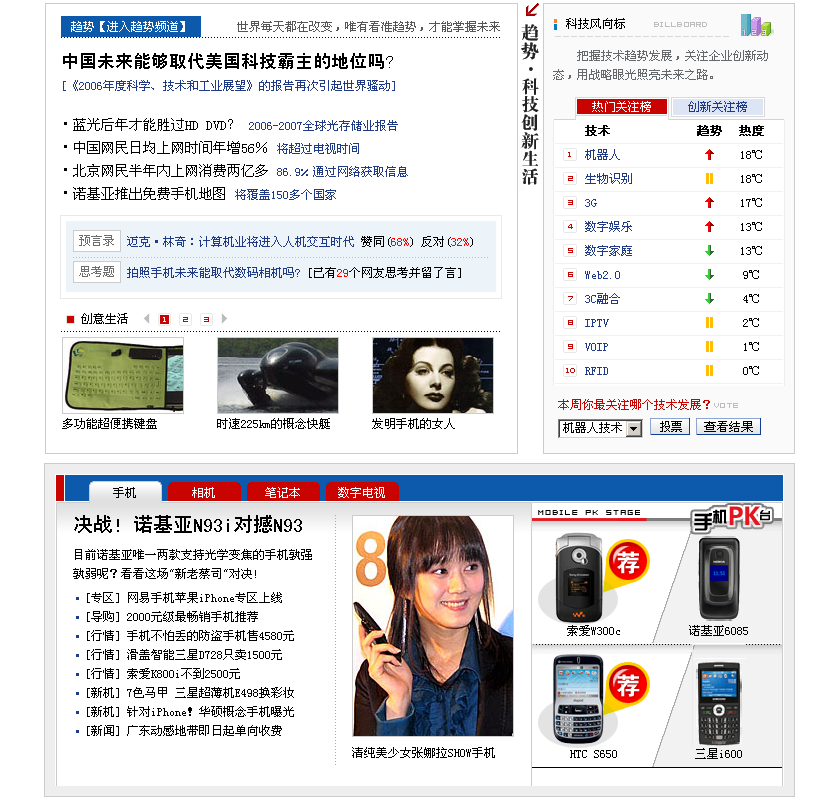 趋势【进入趋势频道】
世界每天都在改变，唯有看准趋势，才能掌握未来
中国未来能够取代美国科技霸主的地位吗?
[《2006年度科学、技术和工业展望》的报告再次引起世界骚动]
· 蓝光后年才能胜过HD DVD? 2006-2007全球光存储业报告
· 中国网民日均上网时间年增56% 将超过电视时间
· 北京网民半年内上网消费两亿多 86.9% 通过网络获取信息
· 诺基亚推出免费手机地图 将覆盖150多个国家
预言录 迈克·林奇：计算机业将进入人机交互时代 赞同(68%) 反对(32%)
思考题 拍照手机未来能取代数码相机吗? [已有29个网友思考并留了言]
创意生活 1 2 3
多功能超便携键盘
时速225km的概念快艇
发明手机的女人
趋势·科技创新生活
科技风向标 BILLBOARD
把握技术趋势发展，关注企业创新动
态，用战略眼光照亮未来之路。
热门关注榜 创新关注榜
技术 趋势 热度
1 机器人 18℃
2 生物识别 18℃
3 3G 17℃
4 数字娱乐 13℃
5 数字家庭 13℃
6 Web2.0 9℃
7 3C融合 4℃
8 IPTV 2℃
9 VOIP 1℃
10 RFID 0℃
本周你最关注哪个技术发展? VOTE
机器人技术 投票 查看结果
手机 相机 笔记本 数字电视
决战! 诺基亚N93i对撼N93
目前诺基亚唯一两款支持光学变焦的手机孰强
孰弱呢? 看看这场"新老蔡司"对决!
[专区] 网易手机苹果iPhone专区上线
[导购] 2000元级最畅销手机推荐
[行情] 手机不怕丢的防盗手机售4580元
[行情] 滑盖智能三星D728只卖1500元
[行情] 索爱K800i不到2500元
[新机] 7色马甲 三星超薄机E498换彩妆
[新机] 针对iPhone! 华硕概念手机曝光
[新闻] 广东动感地带即日起单向收费
8
清纯美少女张娜拉SHOW手机
MOBILE PK STAGE
手机PK台
荐
索爱W300c
诺基亚6085
荐
HTC S650
三星i600